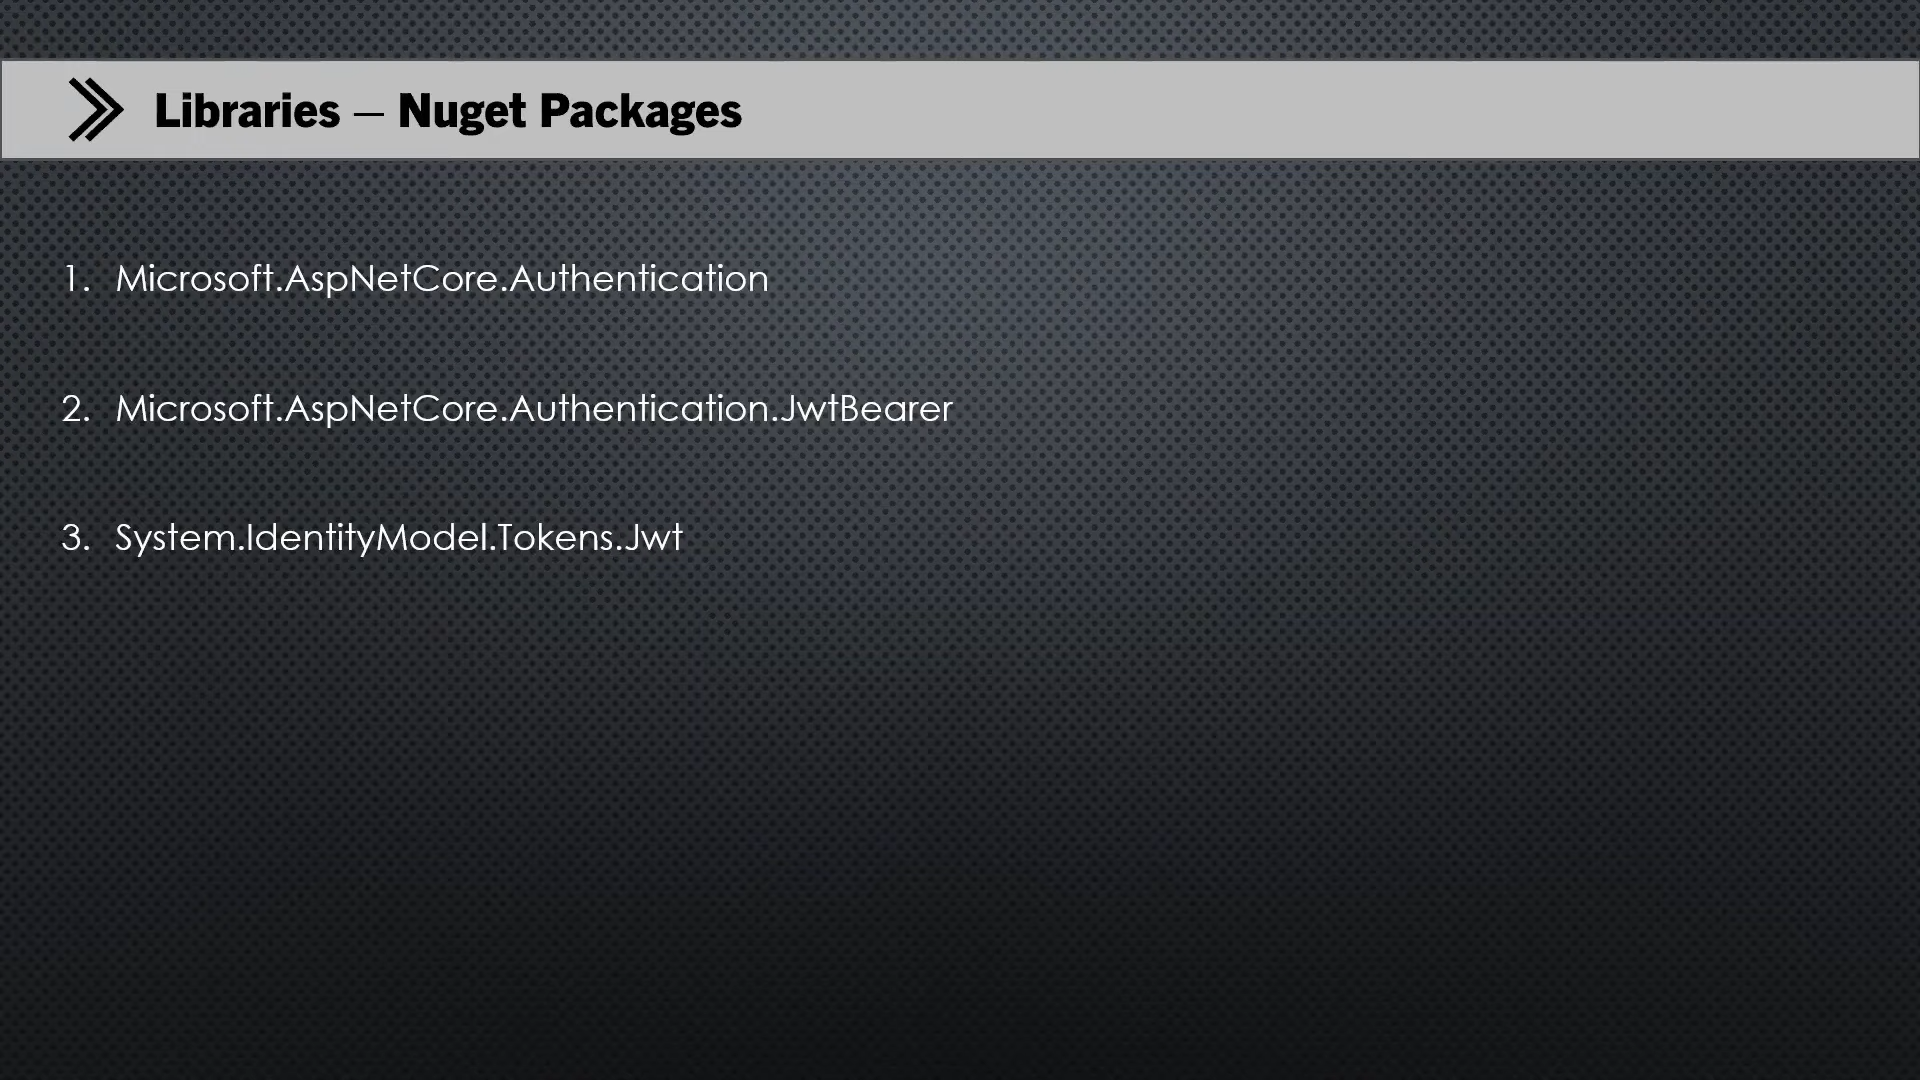 Libraries – Nuget Packages
1. Microsoft.AspNetCore.Authentication
2. Microsoft.AspNetCore.Authentication.JwtBearer
3. System.IdentityModel.Tokens.Jwt